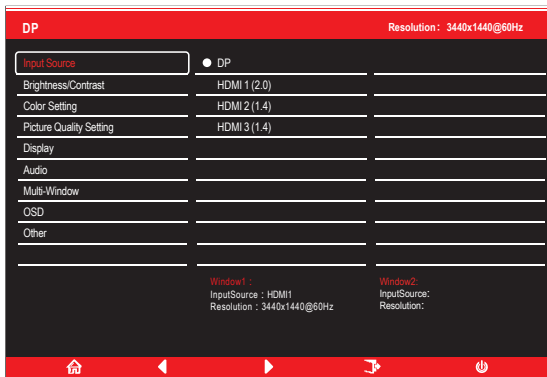 DP Resolution: 3440x1440@60Hz
Input Source DP
Brightness/Contrast HDMI 1 (2.0)
Color Setting HDMI 2 (1.4)
Picture Quality Setting HDMI 3 (1.4)
Display
Audio
Multi-Window
OSD
Other
Window1 : Window2:
InputSource : HDMI1 InputSource:
Resolution : 3440x1440@60Hz Resolution: